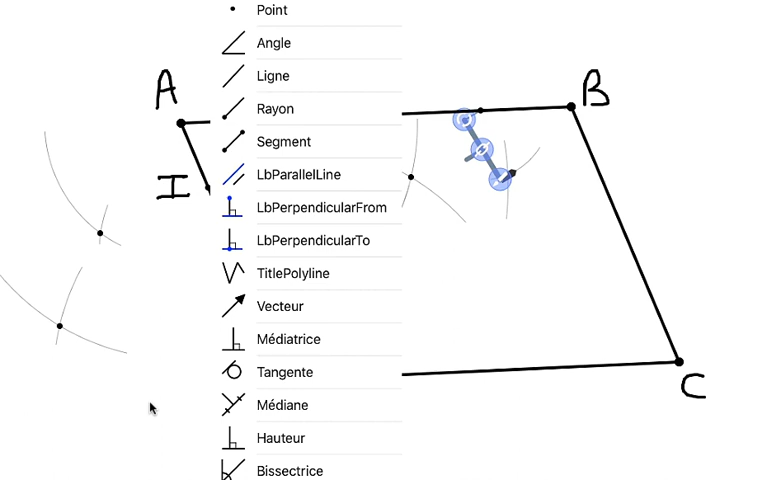 Point
Angle
Ligne
A
B
Rayon
Segment
LbParallelLine
I
LbPerpendicularFrom
LbPerpendicularTo
TitlePolyline
Vecteur
Médiatrice
Tangente
C
Médiane
Hauteur
Bissectrice